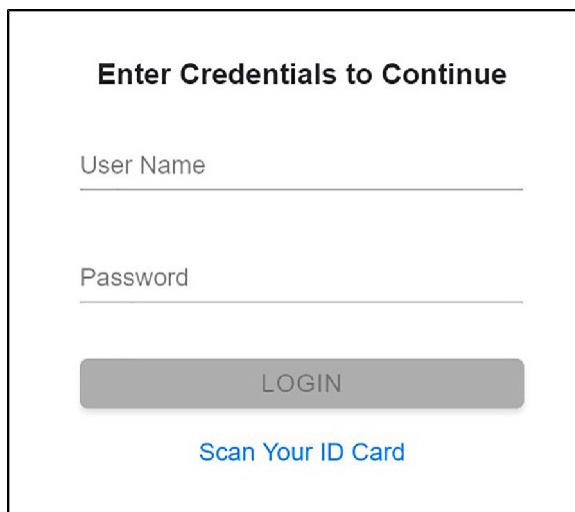 Enter Credentials to Continue
User Name
Password
LOGIN
Scan Your ID Card